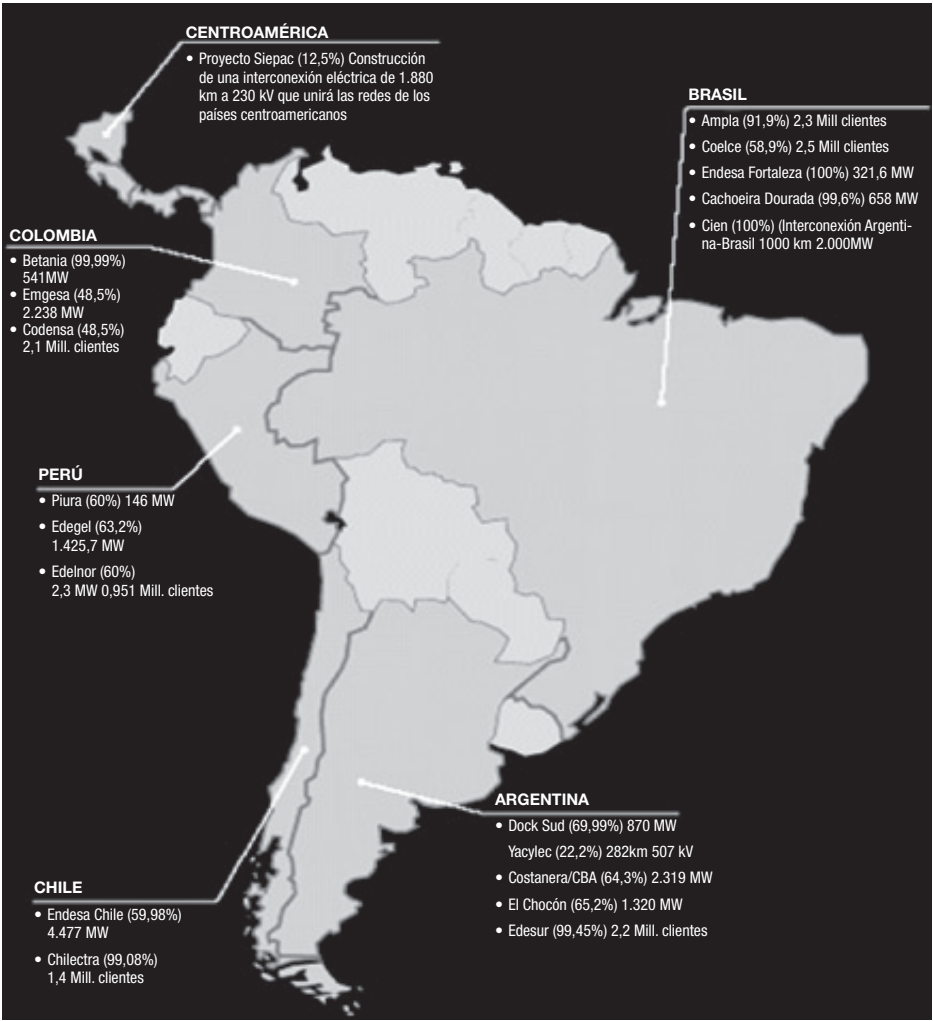 CENTROAMÉRICA
• Proyecto Siepac (12,5%) Construcción
de una interconexión eléctrica de 1.880
km a 230 kV que unirá las redes de los
países centroamericanos
BRASIL
• Ampla (91,9%) 2,3 Mill clientes
• Coelce (58,9%) 2,5 Mill clientes
• Endesa Fortaleza (100%) 321,6 MW
• Cachoeira Dourada (99,6%) 658 MW
• Cien (100%) (Interconexión Argenti-
na-Brasil 1000 km 2.000MW
COLOMBIA
• Betania (99,99%)
541MW
• Emgesa (48,5%)
2.238 MW
• Codensa (48,5%)
2,1 Mill. clientes
PERÚ
• Piura (60%) 146 MW
• Edegel (63,2%)
1.425,7 MW
• Edelnor (60%)
2,3 MW 0,951 Mill. clientes
ARGENTINA
• Dock Sud (69,99%) 870 MW
Yacylec (22,2%) 282km 507 kV
• Costanera/CBA (64,3%) 2.319 MW
• El Chocón (65,2%) 1.320 MW
• Edesur (99,45%) 2,2 Mill. clientes
CHILE
• Endesa Chile (59,98%)
4.477 MW
• Chilectra (99,08%)
1,4 Mill. clientes